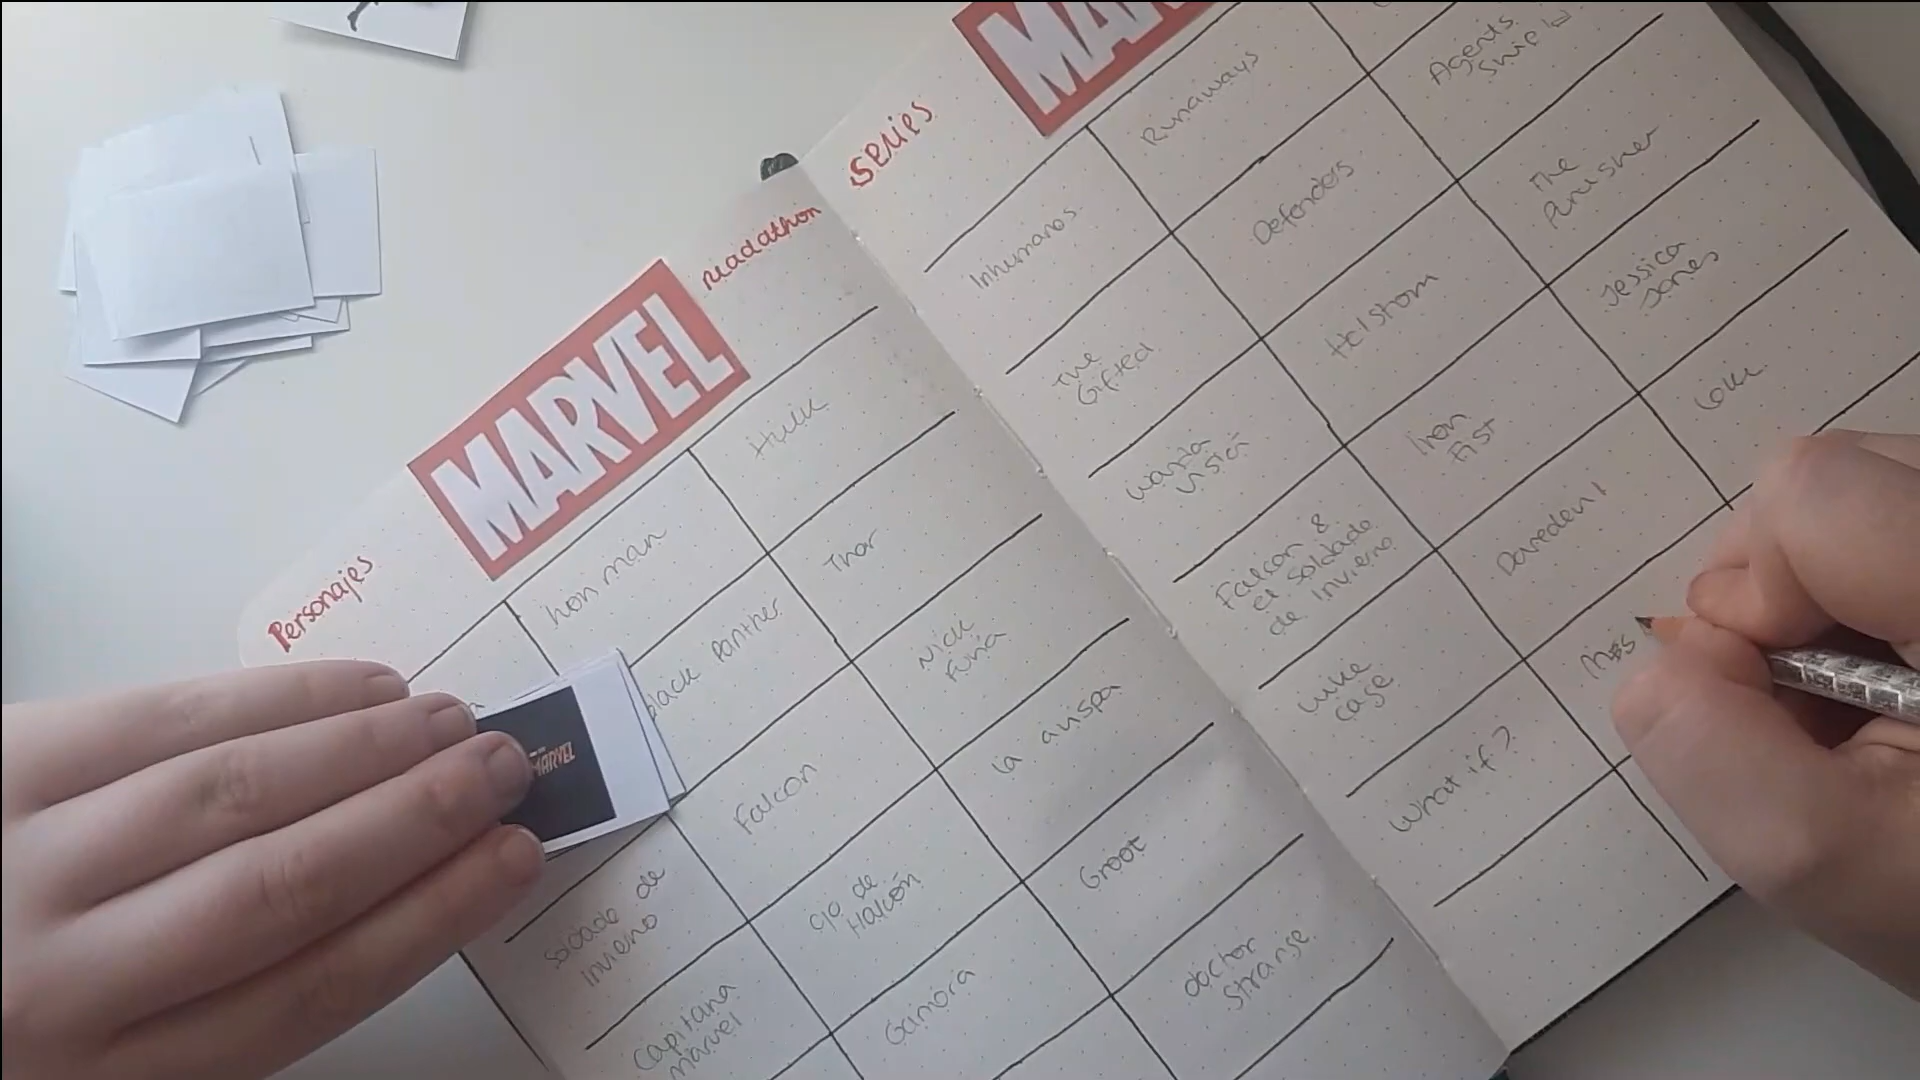 MARVEL
readathon
Personajes
Iron man
Hulk
Black Panther
Thor
Falcon
Nick
Furia
Soldado de
invierno
Ojo de
Halcón
la avispa
Capitana
marvel
Gamora
Groot
doctor
Strange
MARVEL
series
Inhumanos
Runaways
Agents
Shield
The
Gifted
Defenders
The
Punisher
Wanda
Visión
Helstrom
Jessica
Jones
Falcon &
el soldado
de invierno
Iron
Fist
Loki
Luke
Cage
Daredevil
What if?
Mss